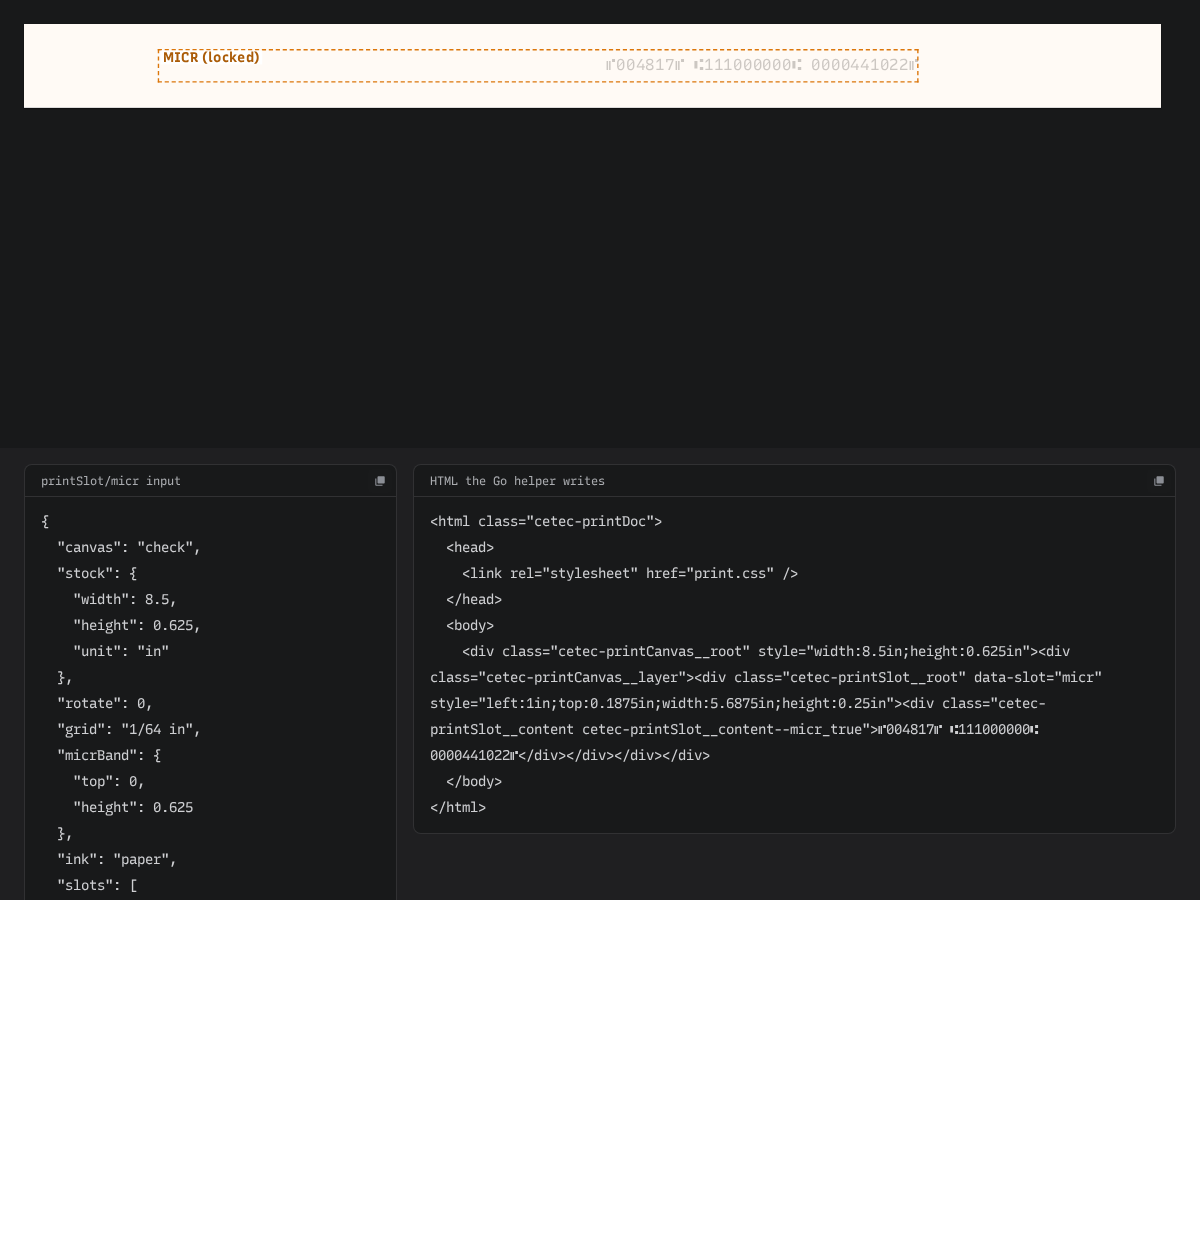 MICR (locked)
⑈004817⑈ ⑆111000000⑆ 0000441022⑈
printSlot/micr input
{
  "canvas": "check",
  "stock": {
    "width": 8.5,
    "height": 0.625,
    "unit": "in"
  },
  "rotate": 0,
  "grid": "1/64 in",
  "micrBand": {
    "top": 0,
    "height": 0.625
  },
  "ink": "paper",
  "slots": [
HTML the Go helper writes
<html class="cetec-printDoc">
  <head>
    <link rel="stylesheet" href="print.css" />
  </head>
  <body>
    <div class="cetec-printCanvas__root" style="width:8.5in;height:0.625in"><div
class="cetec-printCanvas__layer"><div class="cetec-printSlot__root" data-slot="micr"
style="left:1in;top:0.1875in;width:5.6875in;height:0.25in"><div class="cetec-
printSlot__content cetec-printSlot__content--micr_true">⑈004817⑈ ⑆111000000⑆
0000441022⑈</div></div></div></div>
  </body>
</html>